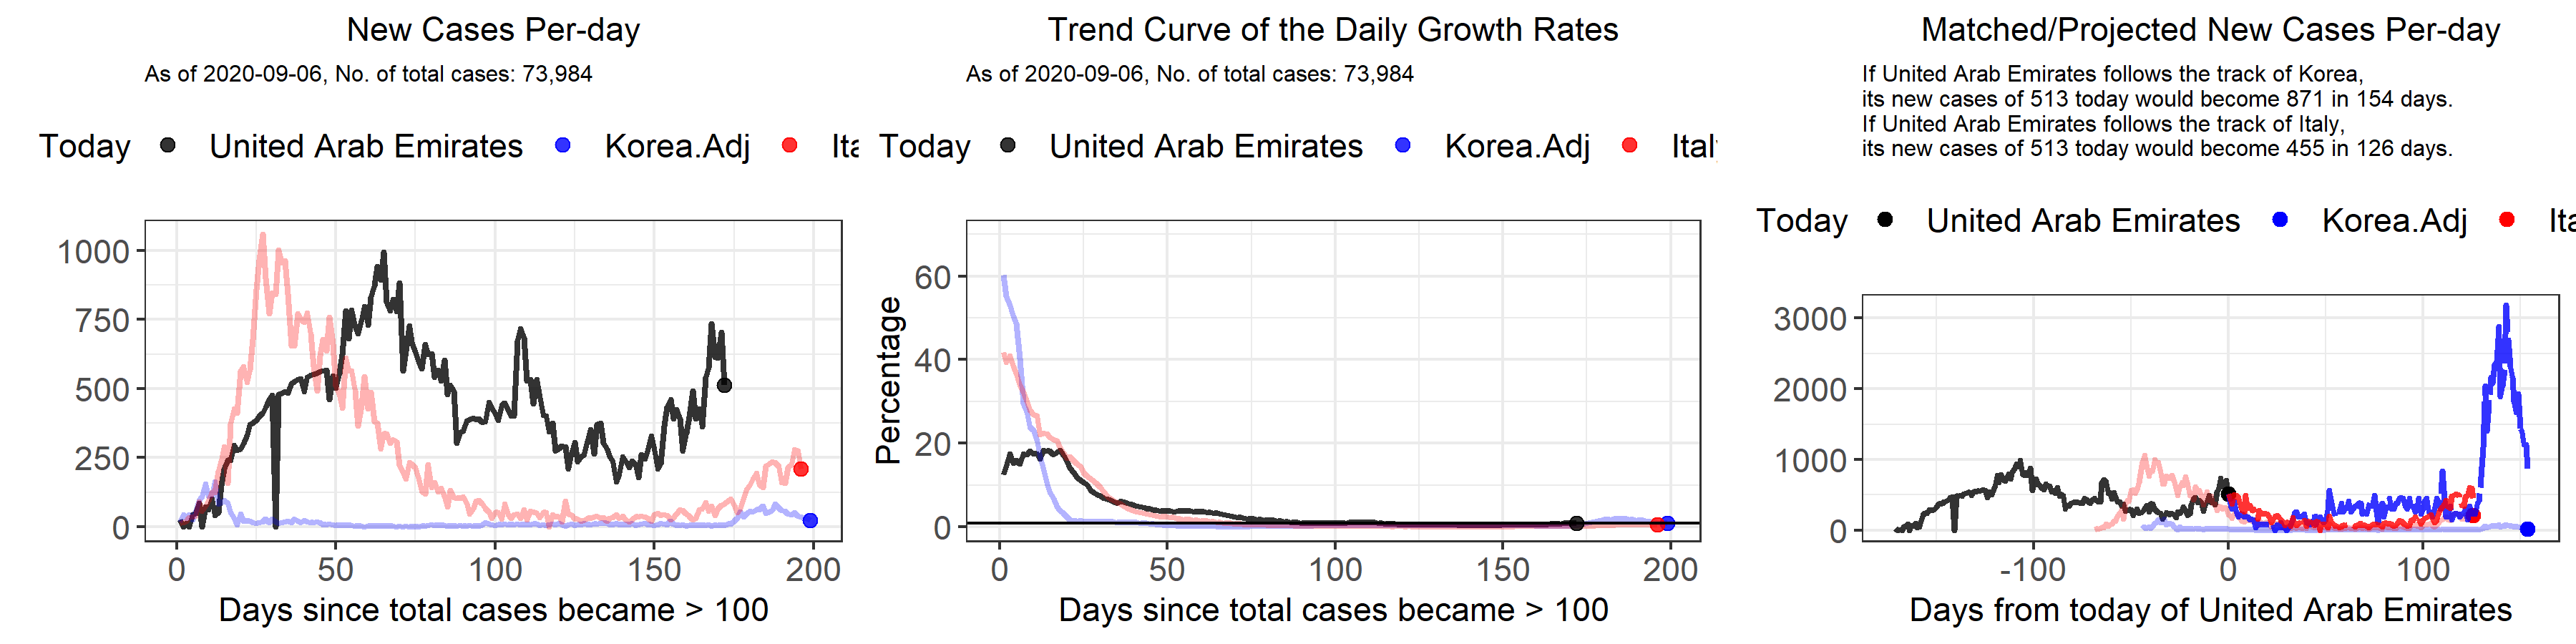 New Cases Per-day
As of 2020-09-06, No. of total cases: 73,984
Today United Arab Emirates Korea.Adj Ita
1000
750
500
250
0
0 50 100 150 200
Days since total cases became > 100
Trend Curve of the Daily Growth Rates
As of 2020-09-06, No. of total cases: 73,984
Today United Arab Emirates Korea.Adj Ital
Percentage
60
40
20
0
0 50 100 150 200
Days since total cases became > 100
Matched/Projected New Cases Per-day
If United Arab Emirates follows the track of Korea,
its new cases of 513 today would become 871 in 154 days.
If United Arab Emirates follows the track of Italy,
its new cases of 513 today would become 455 in 126 days.
Today United Arab Emirates Korea.Adj Ita
3000
2000
1000
0
-100 0 100
Days from today of United Arab Emirates